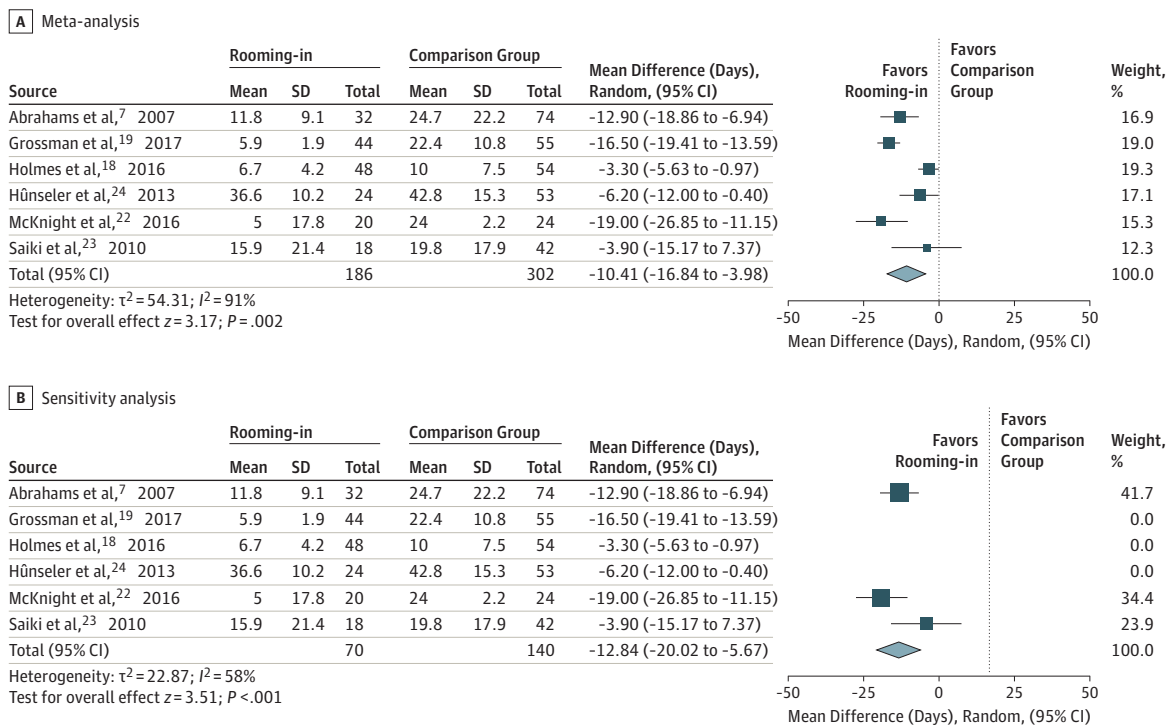 A Meta-analysis
Rooming-in Comparison Group Mean Difference (Days), Random, (95% CI) Favors Rooming-in Favors Comparison Group Weight, %
Source Mean SD Total Mean SD Total
Abrahams et al,7 2007 11.8 9.1 32 24.7 22.2 74 -12.90 (-18.86 to -6.94) 16.9
Grossman et al,19 2017 5.9 1.9 44 22.4 10.8 55 -16.50 (-19.41 to -13.59) 19.0
Holmes et al,18 2016 6.7 4.2 48 10 7.5 54 -3.30 (-5.63 to -0.97) 19.3
Hûnseler et al,24 2013 36.6 10.2 24 42.8 15.3 53 -6.20 (-12.00 to -0.40) 17.1
McKnight et al,22 2016 5 17.8 20 24 2.2 24 -19.00 (-26.85 to -11.15) 15.3
Saiki et al,23 2010 15.9 21.4 18 19.8 17.9 42 -3.90 (-15.17 to 7.37) 12.3
Total (95% CI) 186 302 -10.41 (-16.84 to -3.98) 100.0
Heterogeneity: τ2 = 54.31; I2 = 91%
Test for overall effect z = 3.17; P = .002
-50 -25 0 25 50
Mean Difference (Days), Random, (95% CI)
B Sensitivity analysis
Rooming-in Comparison Group Mean Difference (Days), Random, (95% CI) Favors Rooming-in Favors Comparison Group Weight, %
Source Mean SD Total Mean SD Total
Abrahams et al,7 2007 11.8 9.1 32 24.7 22.2 74 -12.90 (-18.86 to -6.94) 41.7
Grossman et al,19 2017 5.9 1.9 44 22.4 10.8 55 -16.50 (-19.41 to -13.59) 0.0
Holmes et al,18 2016 6.7 4.2 48 10 7.5 54 -3.30 (-5.63 to -0.97) 0.0
Hûnseler et al,24 2013 36.6 10.2 24 42.8 15.3 53 -6.20 (-12.00 to -0.40) 0.0
McKnight et al,22 2016 5 17.8 20 24 2.2 24 -19.00 (-26.85 to -11.15) 34.4
Saiki et al,23 2010 15.9 21.4 18 19.8 17.9 42 -3.90 (-15.17 to 7.37) 23.9
Total (95% CI) 70 140 -12.84 (-20.02 to -5.67) 100.0
Heterogeneity: τ2 = 22.87; I2 = 58%
Test for overall effect z = 3.51; P <.001
-50 -25 0 25 50
Mean Difference (Days), Random, (95% CI)